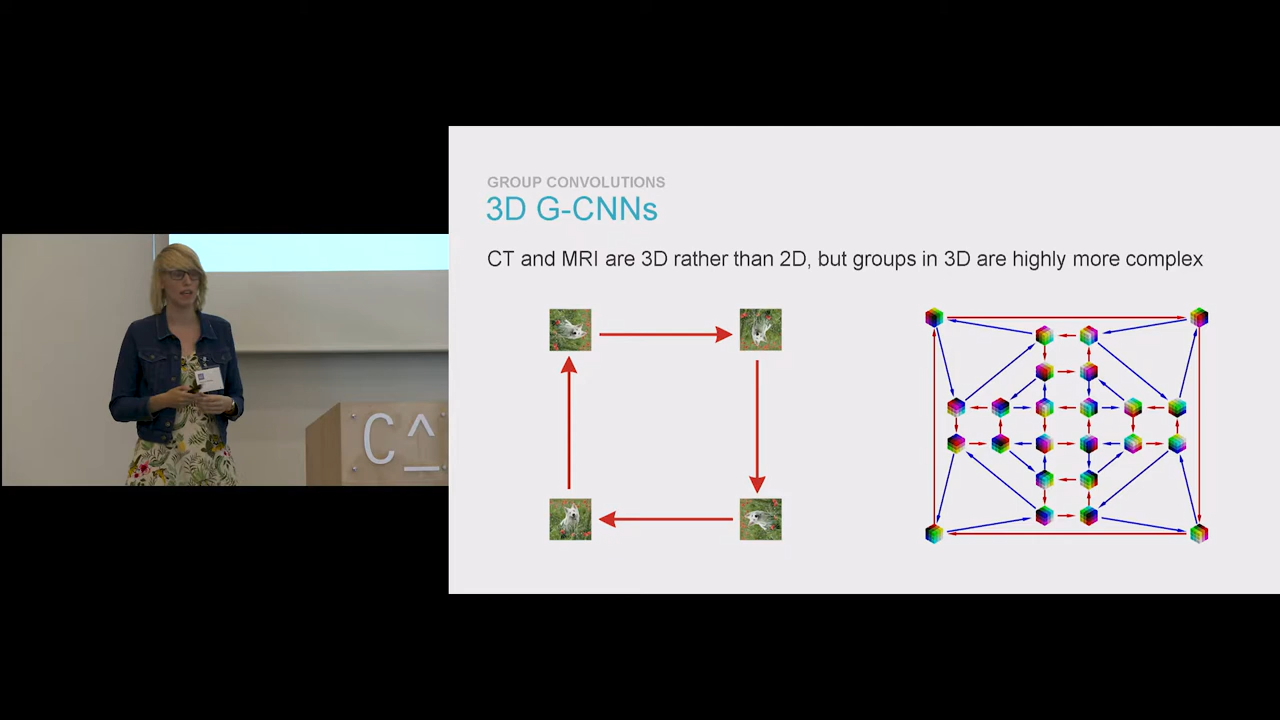 GROUP CONVOLUTIONS
3D G-CNNs
CT and MRI are 3D rather than 2D, but groups in 3D are highly more complex